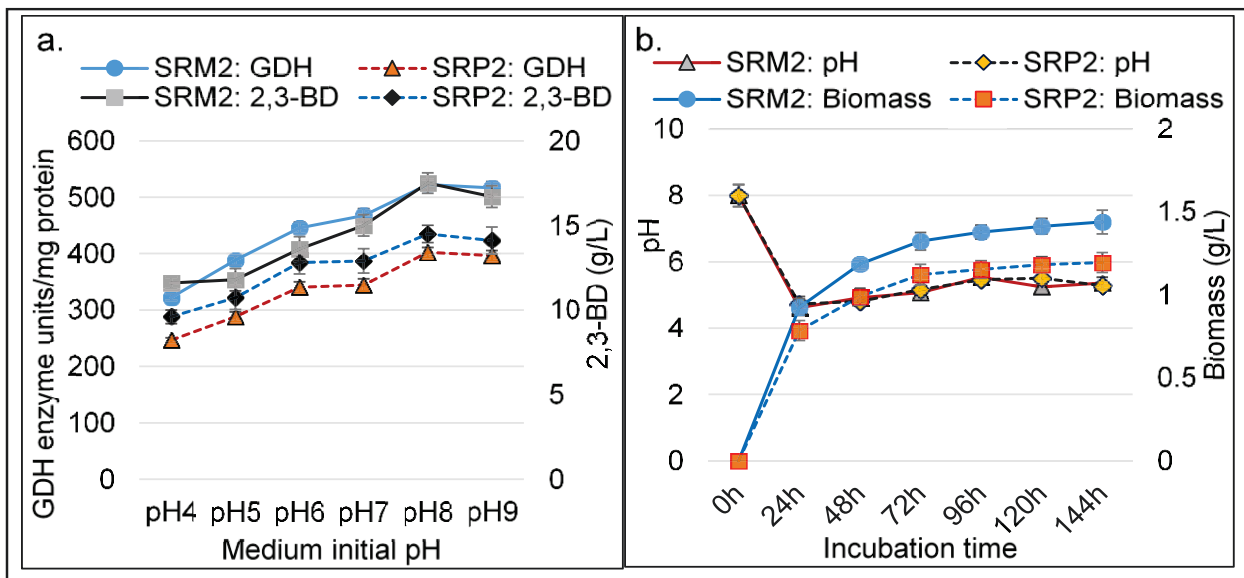 a.
SRM2: GDH
SRP2: GDH
SRM2: 2,3-BD
SRP2: 2,3-BD
600
500
400
300
200
100
0
GDH enzyme units/mg protein
20
15
10
5
0
2,3-BD (g/L)
pH4 pH5 pH6 pH7 pH8 pH9
Medium initial pH
b.
SRM2: pH
SRP2: pH
SRM2: Biomass
SRP2: Biomass
10
8
6
4
2
0
pH
2
1.5
1
0.5
0
Biomass (g/L)
0h 24h 48h 72h 96h 120h 144h
Incubation time